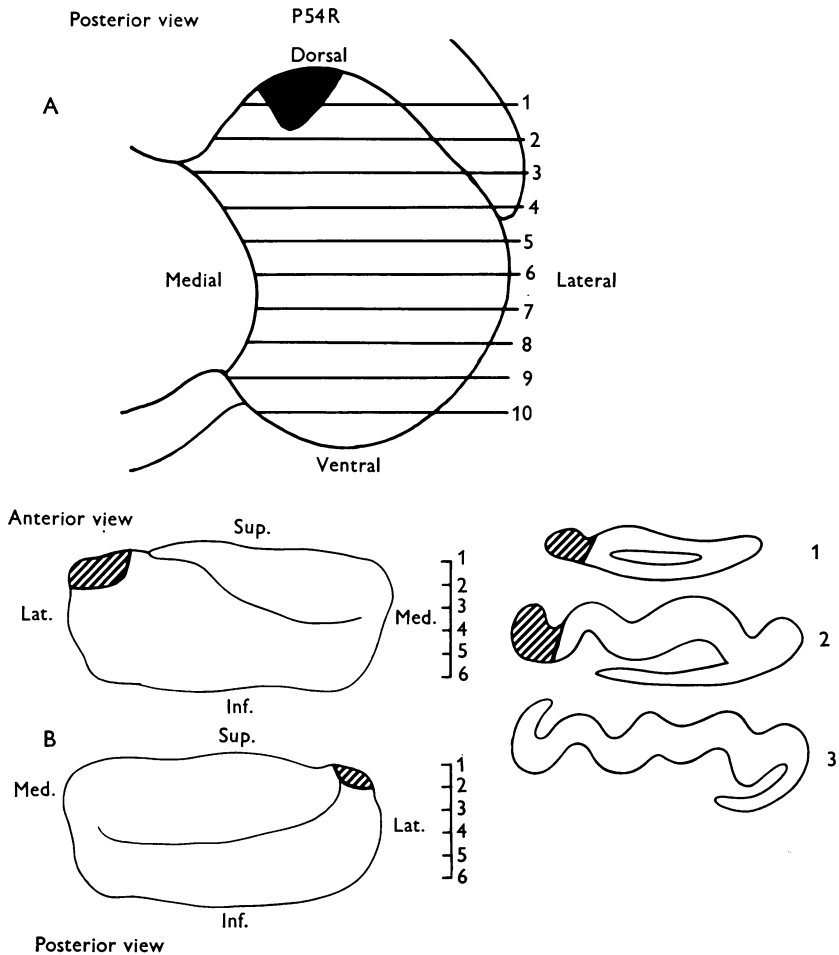 Posterior view P54R
Dorsal
A
1
2
3
4
5
6
7
8
9
10
Medial
Lateral
Ventral
Anterior view
Sup.
Lat.
Med.
1
2
3
4
5
6
Inf.
B
Sup.
Med.
Lat.
1
2
3
4
5
6
Inf.
Posterior view
1
2
3